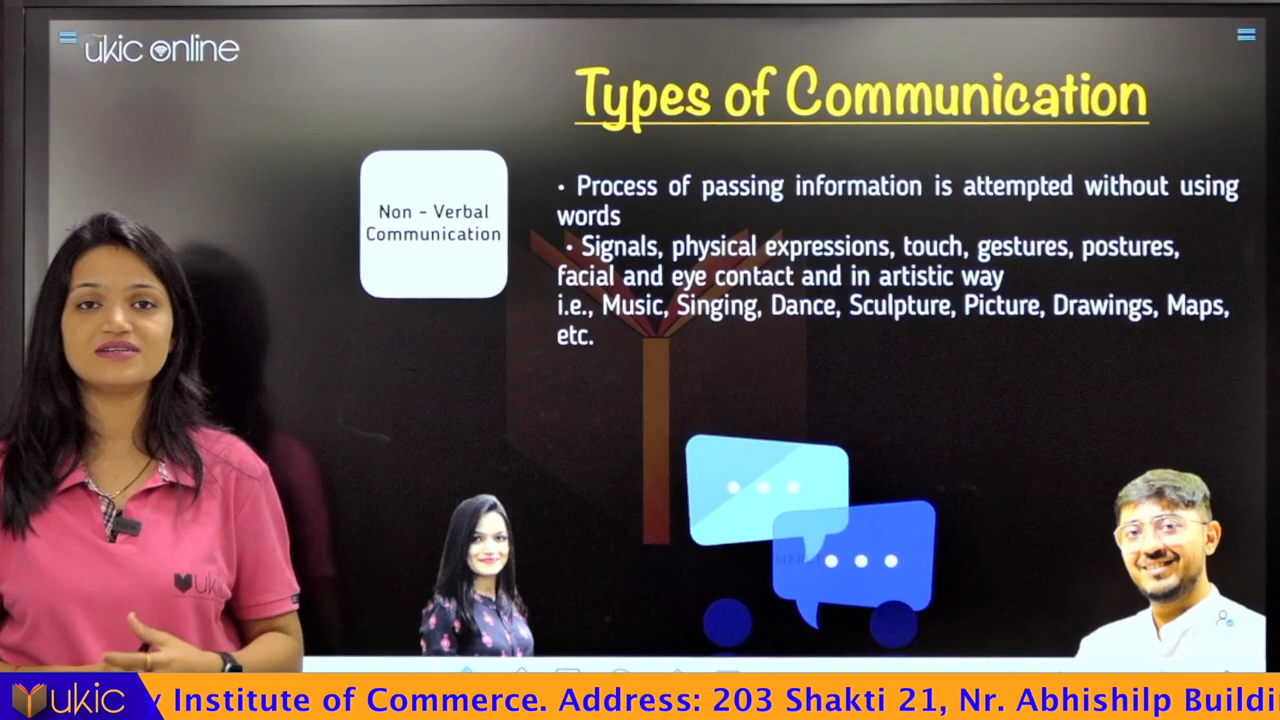 ukic online
Types of Communication
Non - Verbal
Communication
• Process of passing information is attempted without using
words
• Signals, physical expressions, touch, gestures, postures,
facial and eye contact and in artistic way
i.e., Music, Singing, Dance, Sculpture, Picture, Drawings, Maps,
etc.
ukic
ukic
Institute of Commerce. Address: 203 Shakti 21, Nr. Abhishilp Buildi